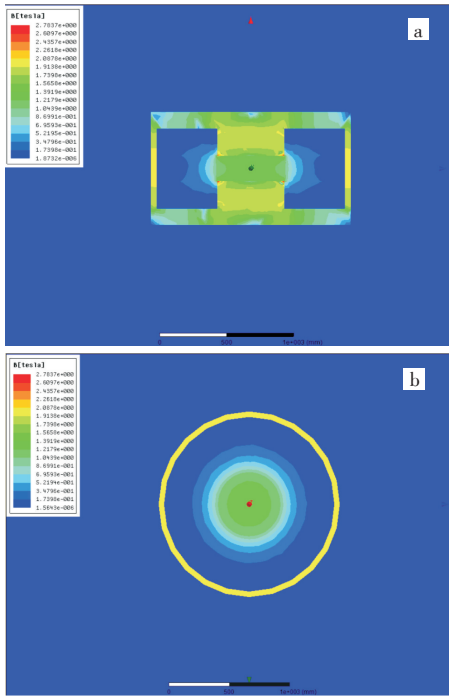 B[tesla]
2.7837e+000
2.6097e+000
2.4357e+000
2.2618e+000
2.0878e+000
1.9138e+000
1.7398e+000
1.5658e+000
1.3919e+000
1.2179e+000
1.0439e+000
8.6991e-001
6.9593e-001
5.2195e-001
3.4796e-001
1.7398e-001
1.8732e-006
a
0
500
1e+003 (mm)
B[tesla]
2.7837e+000
2.6097e+000
2.4357e+000
2.2618e+000
2.0878e+000
1.9138e+000
1.7398e+000
1.5658e+000
1.3919e+000
1.2179e+000
1.0439e+000
8.6991e-001
6.9593e-001
5.2194e-001
3.4796e-001
1.7398e-001
b
0
500
1e+003 (mm)